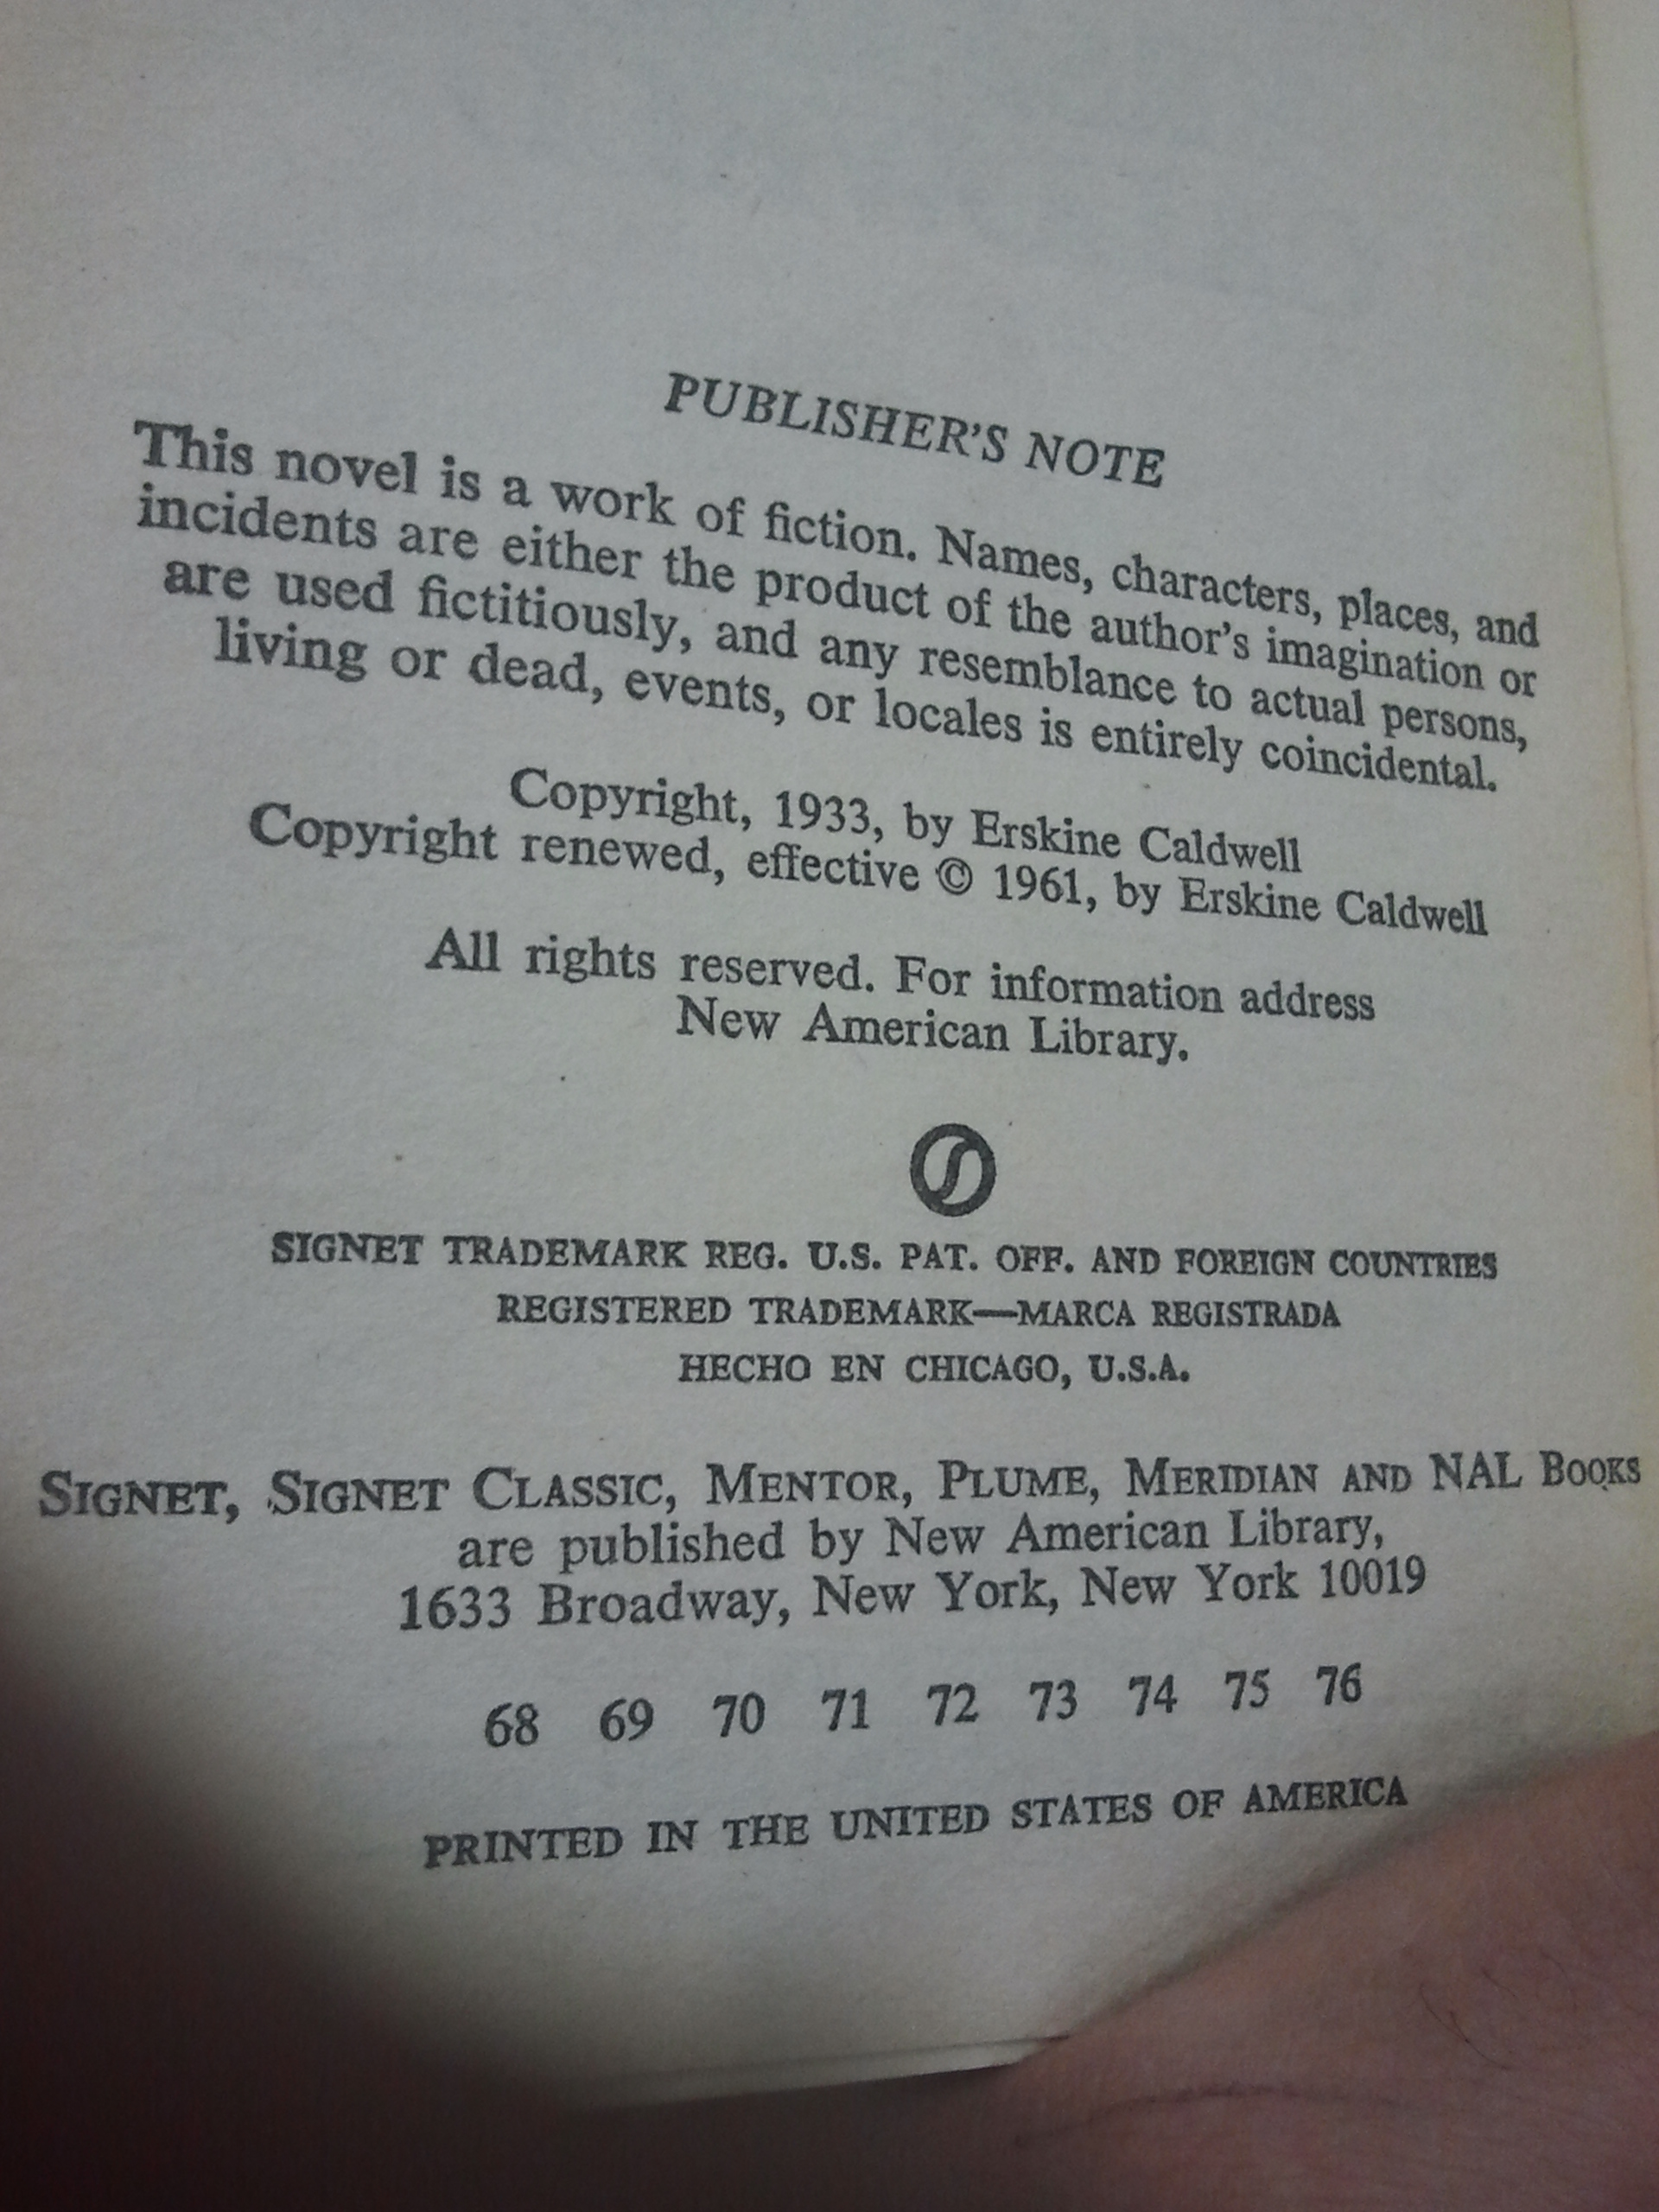 PUBLISHER'S NOTE
This novel is a work of fiction. Names, characters, places, and
incidents are either the product of the author's imagination or
are used fictitiously, and any resemblance to actual persons,
living or dead, events, or locales is entirely coincidental.
Copyright, 1933, by Erskine Caldwell
Copyright renewed, effective © 1961, by Erskine Caldwell
All rights reserved. For information address
New American Library.
SIGNET TRADEMARK REG. U.S. PAT. OFF. AND FOREIGN COUNTRIES
REGISTERED TRADEMARK—MARCA REGISTRADA
HECHO EN CHICAGO, U.S.A.
SIGNET, SIGNET CLASSIC, MENTOR, PLUME, MERIDIAN AND NAL BOOKS
are published by New American Library,
1633 Broadway, New York, New York 10019
68 69 70 71 72 73 74 75 76
PRINTED IN THE UNITED STATES OF AMERICA